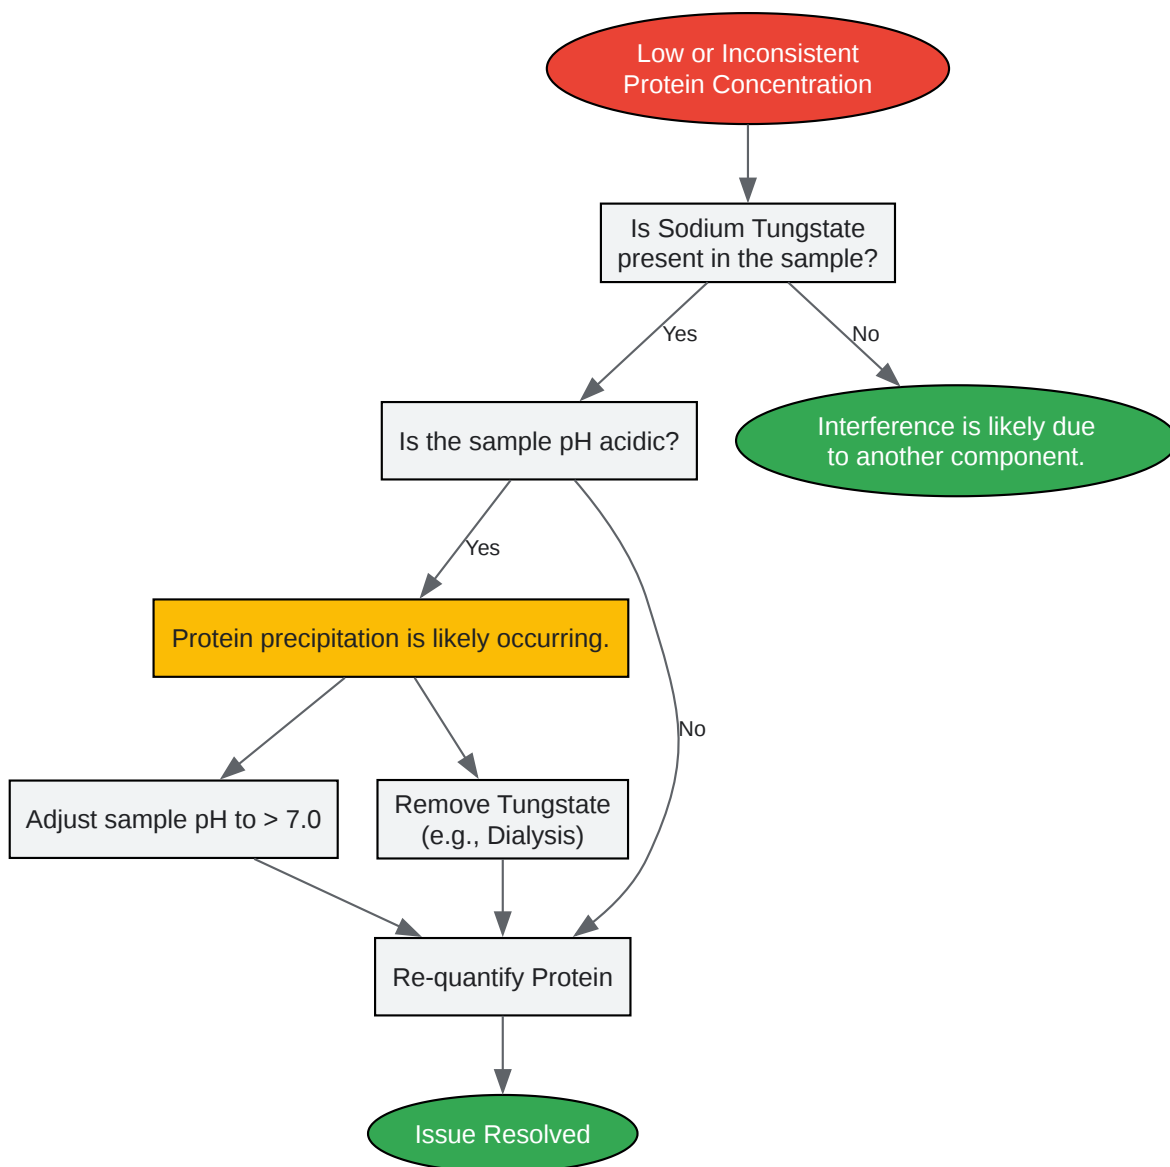 Low or Inconsistent
Protein Concentration
Is Sodium Tungstate
present in the sample?
Yes
No
Is the sample pH acidic?
Interference is likely due
to another component.
Yes
Protein precipitation is likely occurring.
No
Adjust sample pH to > 7.0
Remove Tungstate
(e.g., Dialysis)
Re-quantify Protein
Issue Resolved